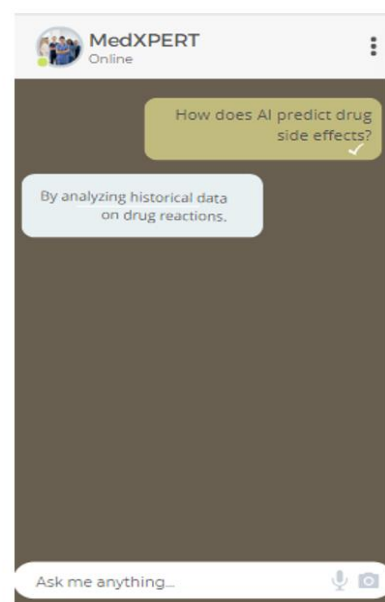 MedXPERT
Online
How does AI predict drug
side effects?
By analyzing historical data
on drug reactions.
Ask me anything...